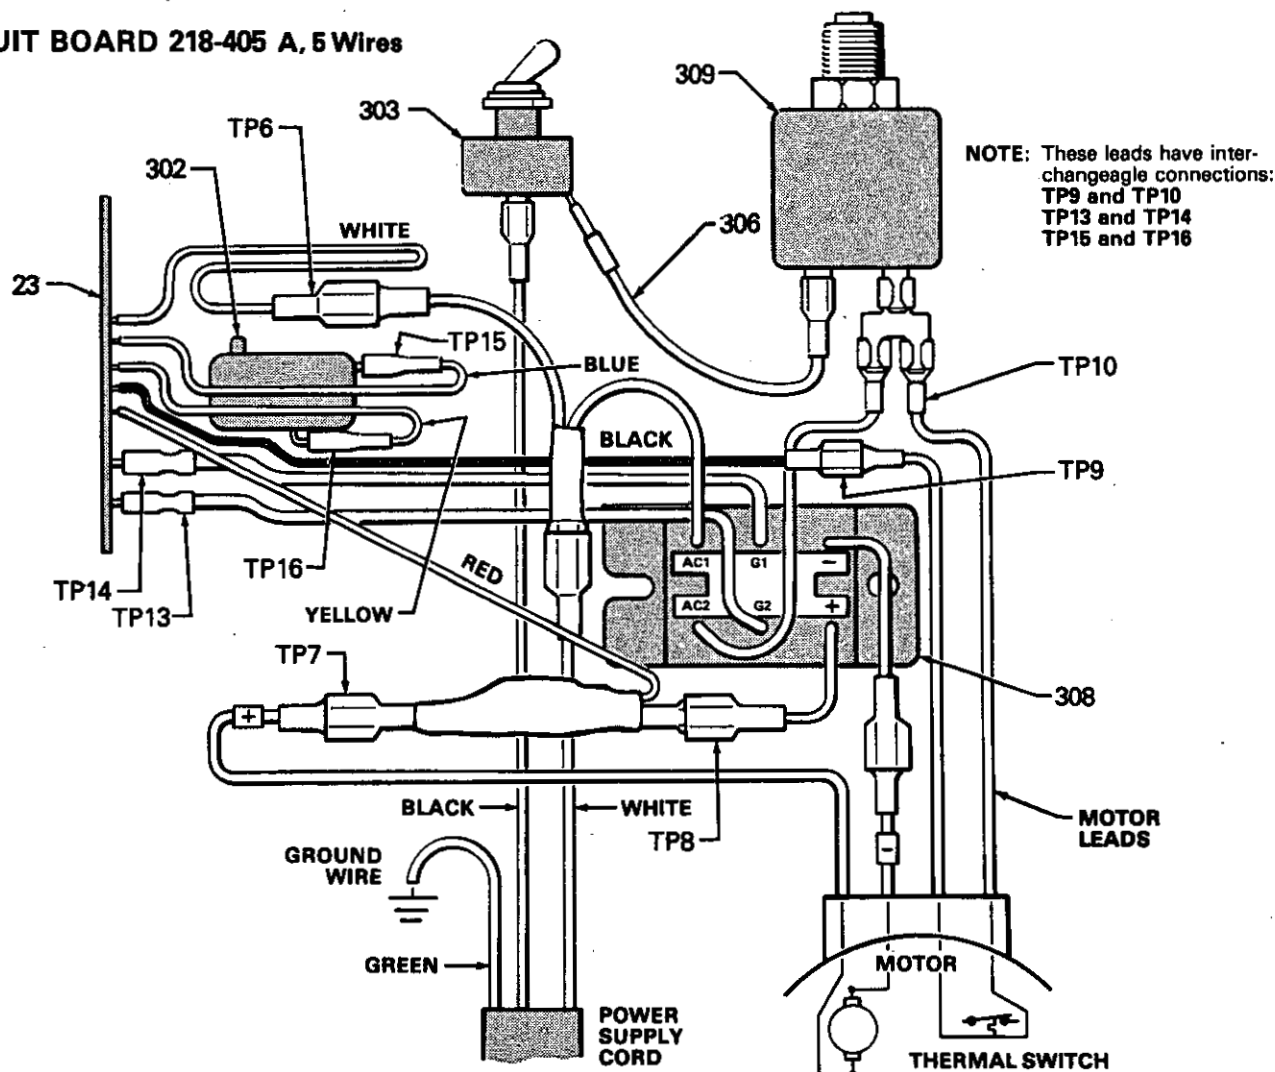 UIT BOARD 218-405 A, 5 Wires
309
303
TP6
302
NOTE: These leads have inter-
changeagle connections:
TP9 and TP10
TP13 and TP14
TP15 and TP16
306
WHITE
23
TP15
BLUE
TP10
BLACK
TP9
TP16
RED
AC1 G1 -
TP14
AC2 G2 +
TP13
YELLOW
TP7
308
+
BLACK
WHITE
MOTOR
LEADS
TP8
-
GROUND
WIRE
GREEN
MOTOR
POWER
SUPPLY
CORD
THERMAL SWITCH